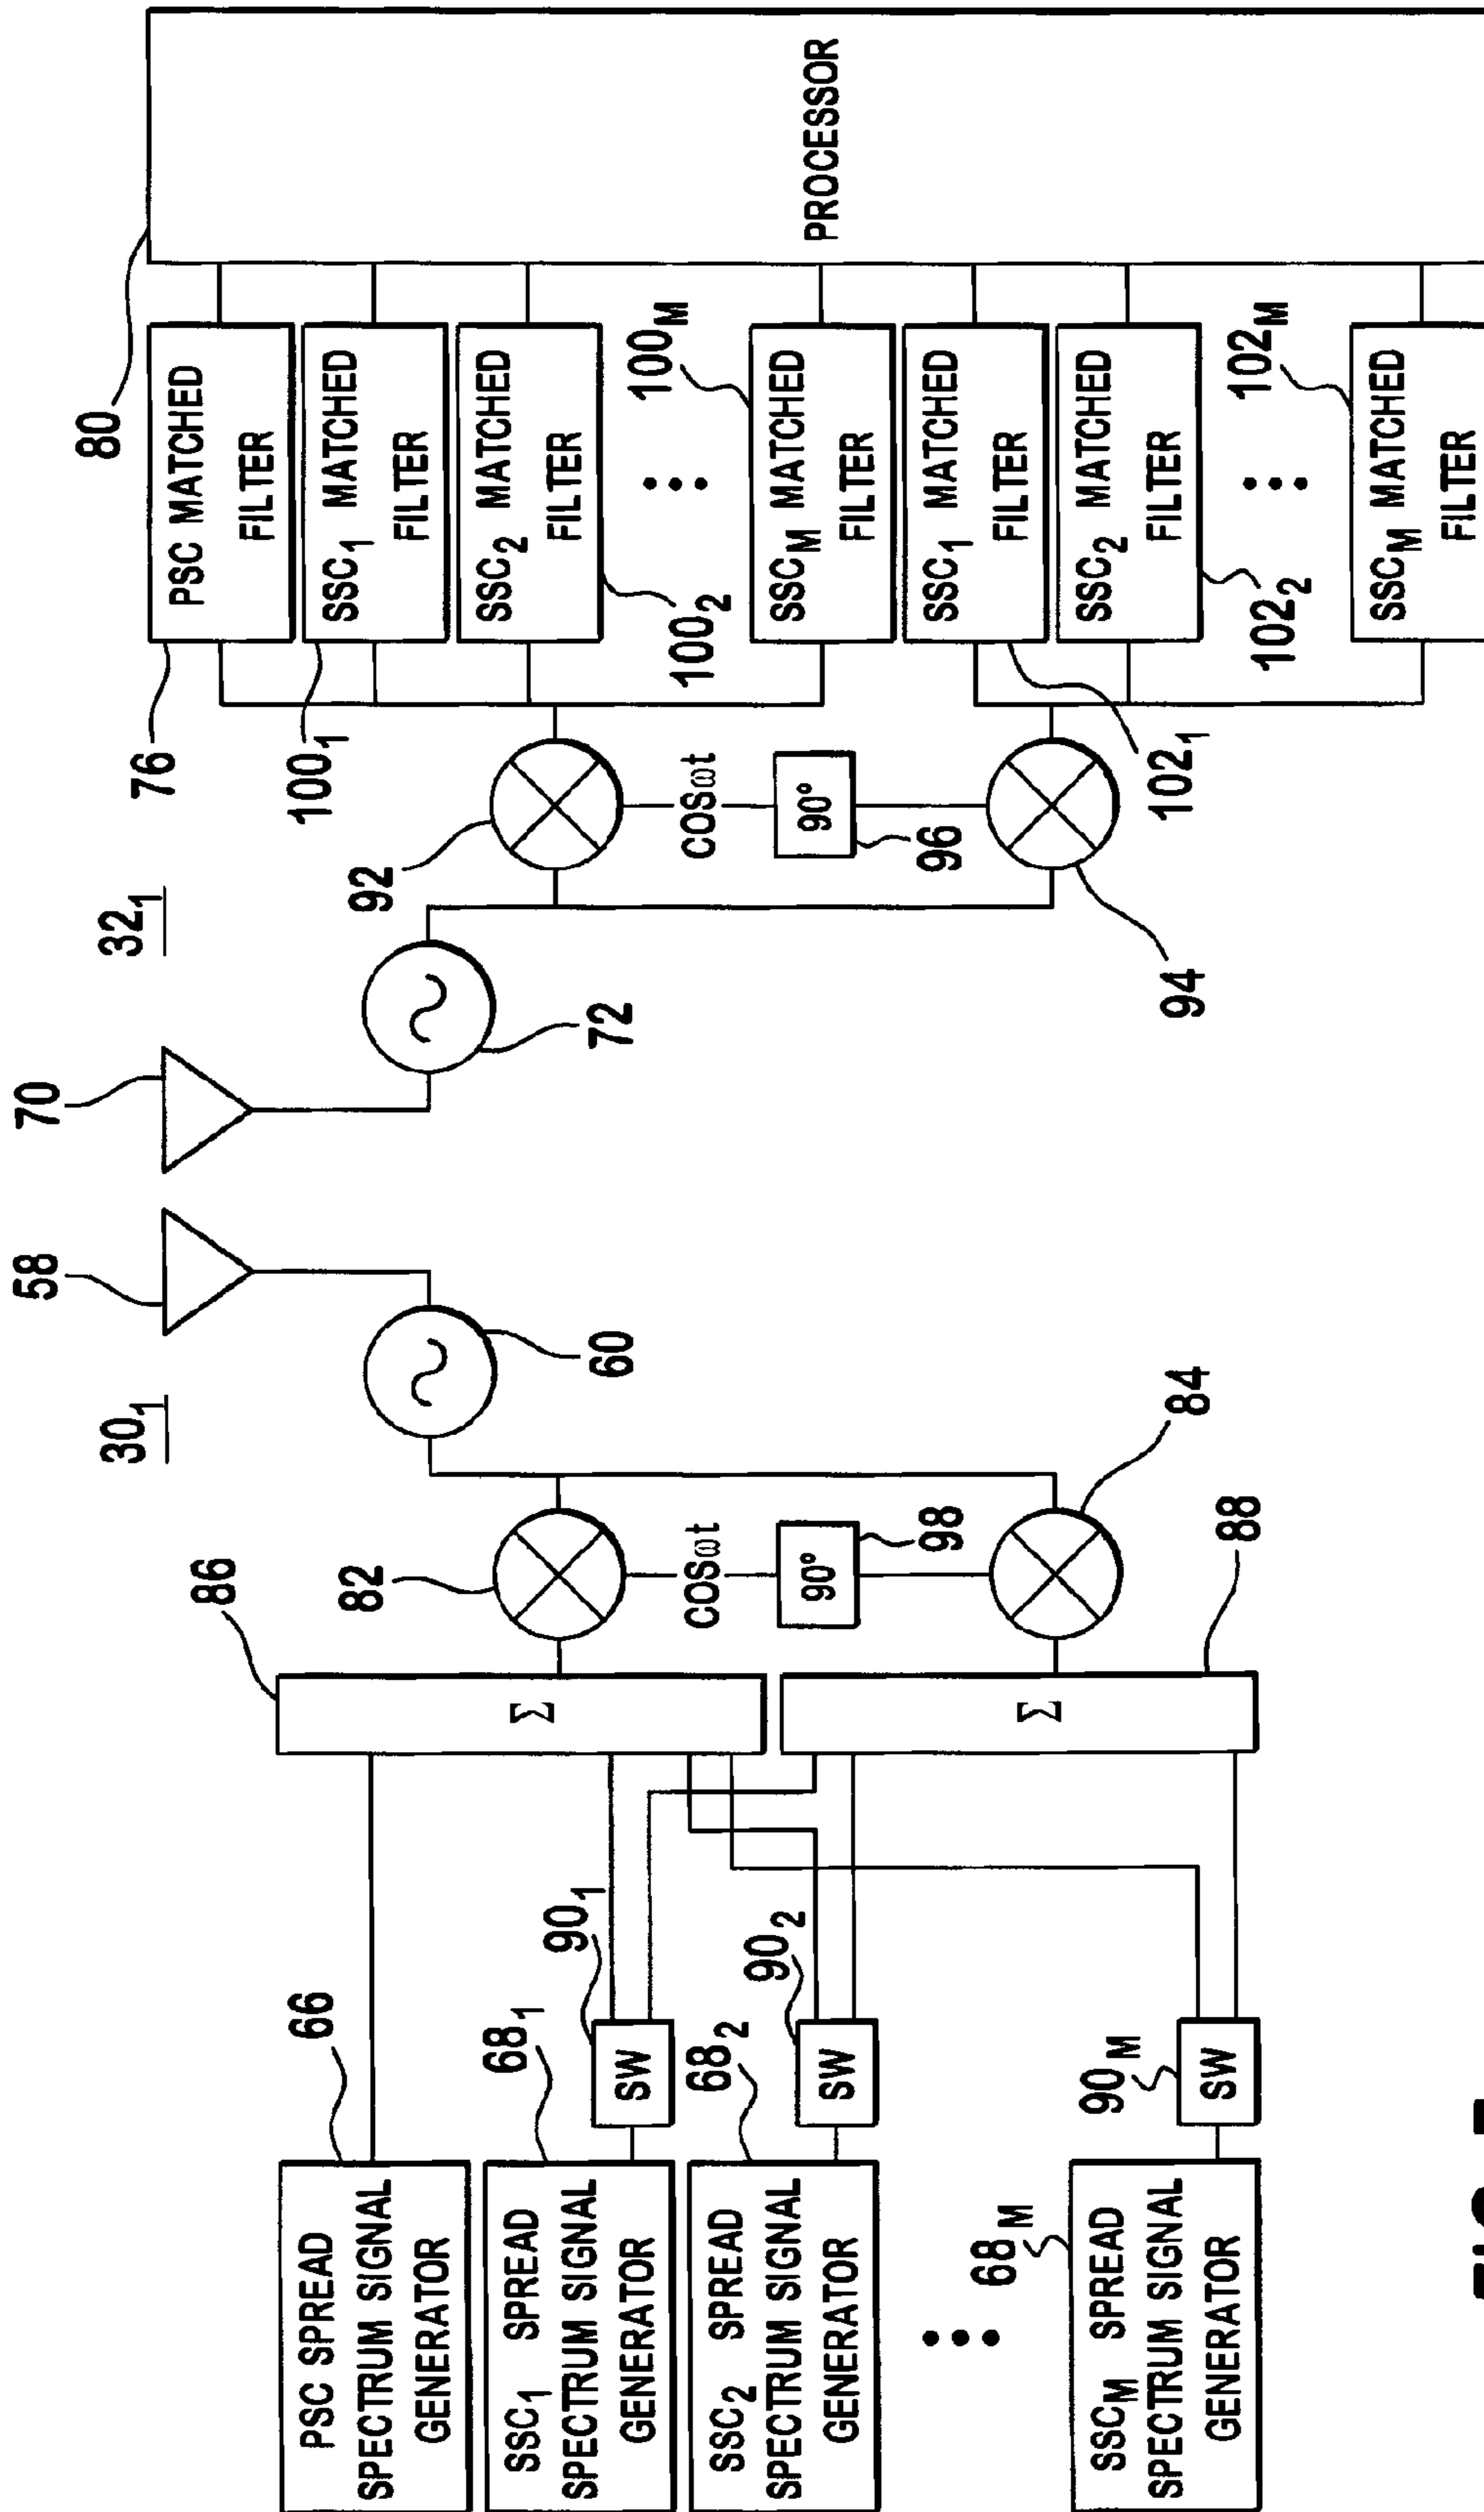 30₁
58
60
66
PSC SPREAD
SPECTRUM SIGNAL
GENERATOR
68₁
SSC₁ SPREAD
SPECTRUM SIGNAL
GENERATOR
90₁
SW
68₂
SSC₂ SPREAD
SPECTRUM SIGNAL
GENERATOR
90₂
SW
68M
SSCM SPREAD
SPECTRUM SIGNAL
GENERATOR
90M
SW
86
Σ
88
Σ
82
COSωt
90°
98
84
32₁
70
72
92
COSωt
90°
96
94
76
PSC MATCHED
FILTER
100₁
SSC₁ MATCHED
FILTER
100₂
SSC₂ MATCHED
FILTER
100M
SSCM MATCHED
FILTER
102₁
SSC₁ MATCHED
FILTER
102₂
SSC₂ MATCHED
FILTER
102M
SSCM MATCHED
FILTER
80
PROCESSOR